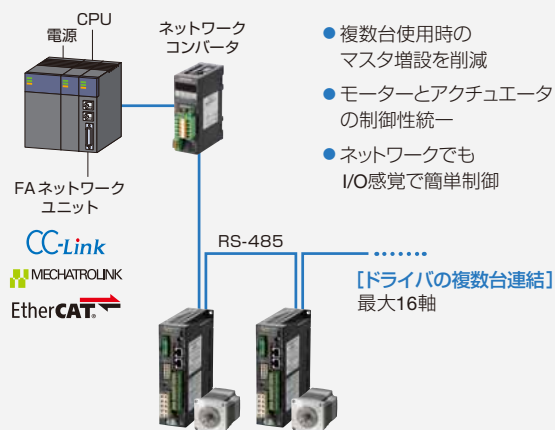 CPU
電源
ネットワーク
コンバータ
FAネットワーク
ユニット
CC-Link
MECHATROLINK
EtherCAT®
RS-485
●複数台使用時の
マスタ増設を削減
●モーターとアクチュエータ
の制御性統一
●ネットワークでも
I/O感覚で簡単制御
[ドライバの複数台連結]
最大16軸